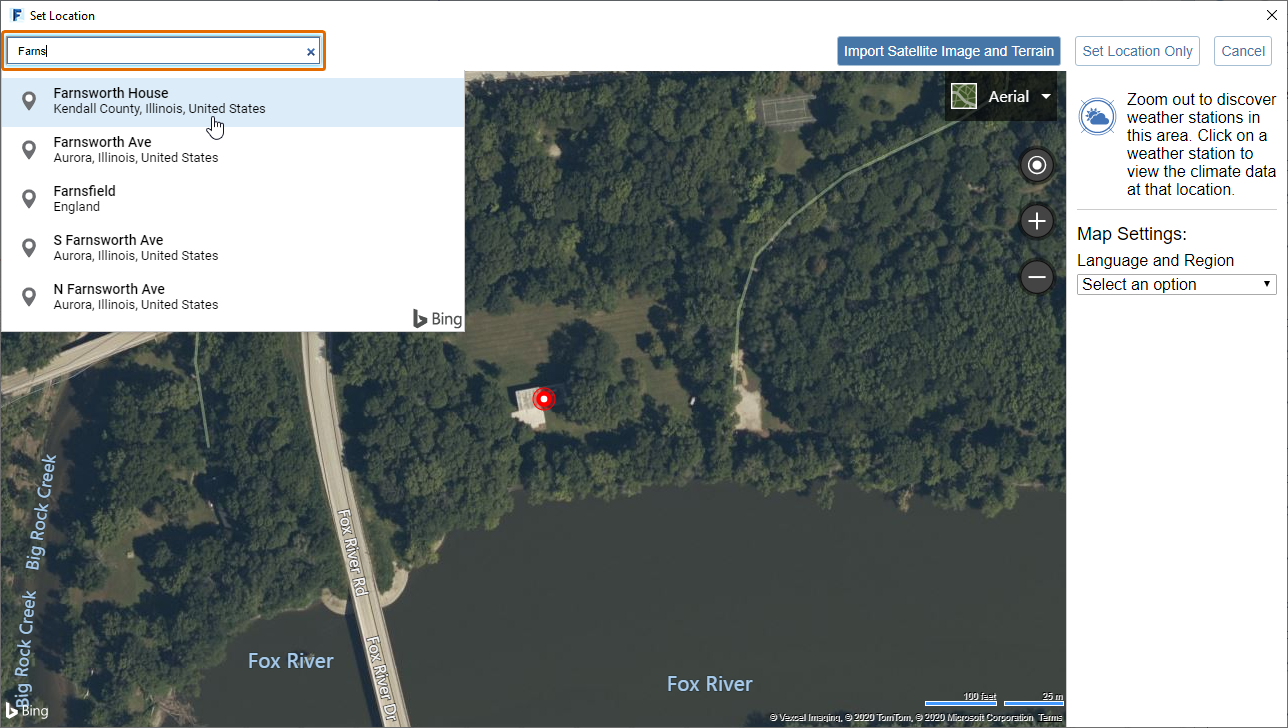 Set Location
Farns
Import Satellite Image and Terrain
Set Location Only
Cancel
Farnsworth House
Kendall County, Illinois, United States
Farnsworth Ave
Aurora, Illinois, United States
Farnsfield
England
S Farnsworth Ave
Aurora, Illinois, United States
N Farnsworth Ave
Aurora, Illinois, United States
Bing
Aerial
Zoom out to discover
weather stations in
this area. Click on a
weather station to
view the climate data
at that location.
Map Settings:
Language and Region
Select an option
Big Rock Creek
Big Rock Creek
Fox River Rd
Fox River Dr
Fox River
Fox River
Bing
100 feet
25 m
© Vexcel Imaging, © 2020 TomTom, © 2020 Microsoft Corporation Terms